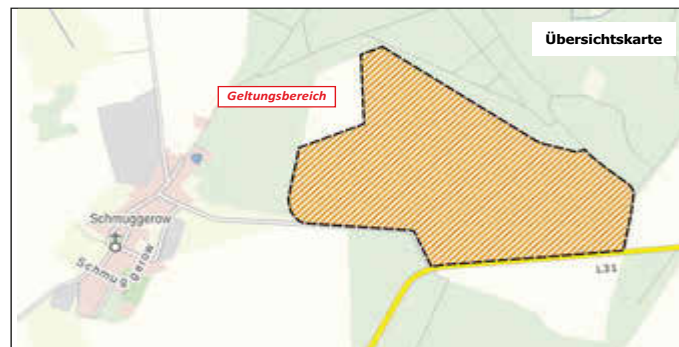 Übersichtskarte
Geltungsbereich
Schmuggerow
Schmuggerow
L31